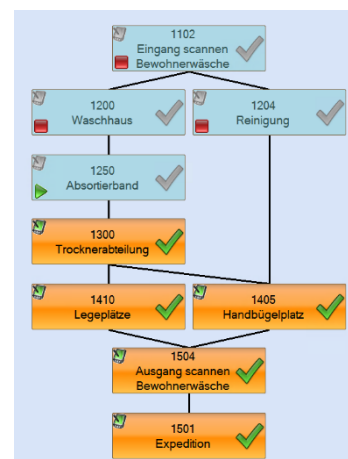 1102
Eingang scannen
Bewohnerwäsche
1200
Waschhaus
1204
Reinigung
1250
Absortierband
1300
Trocknerabteilung
1410
Legeplätze
1405
Handbügelplatz
1504
Ausgang scannen
Bewohnerwäsche
1501
Expedition